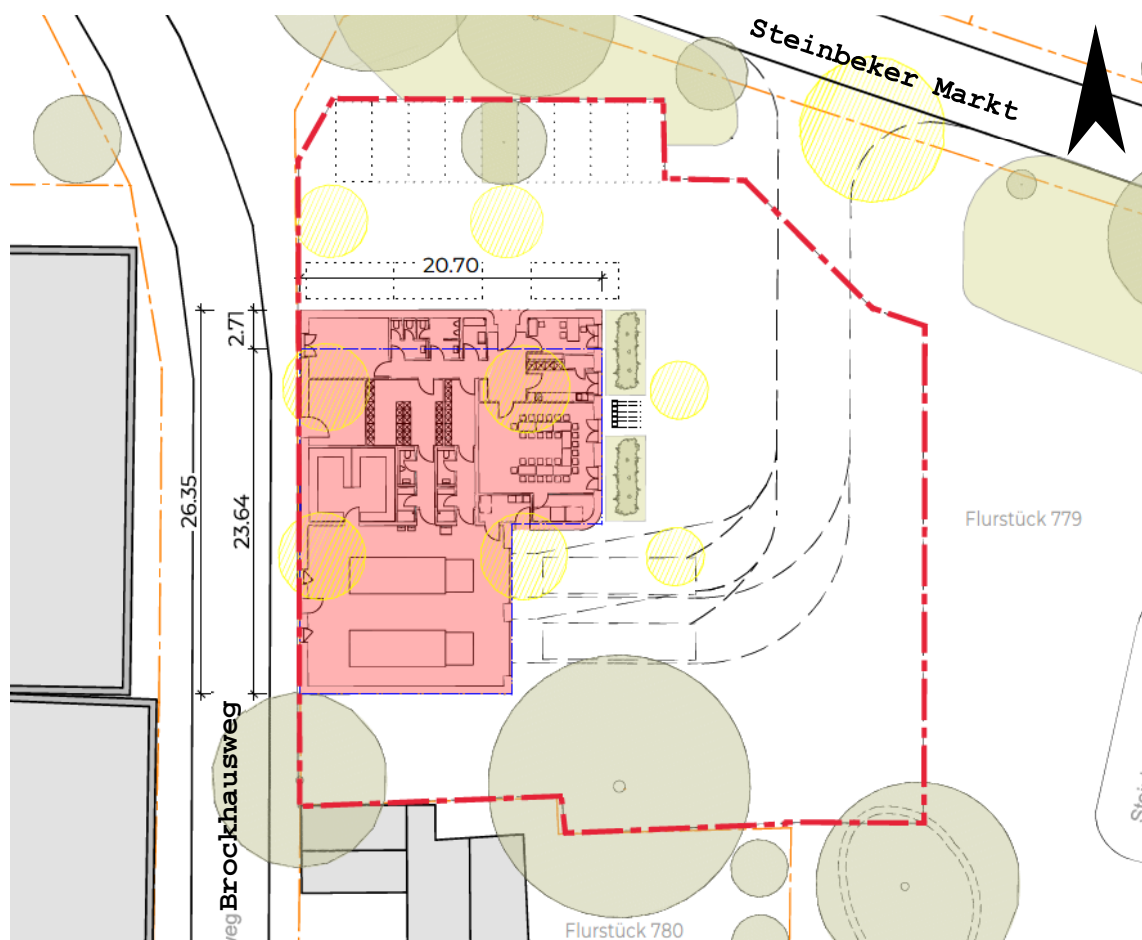 Steinbeker Markt
20.70
2.71
26.35
23.64
Flurstück 779
Brockhausweg
weg
Flurstück 780